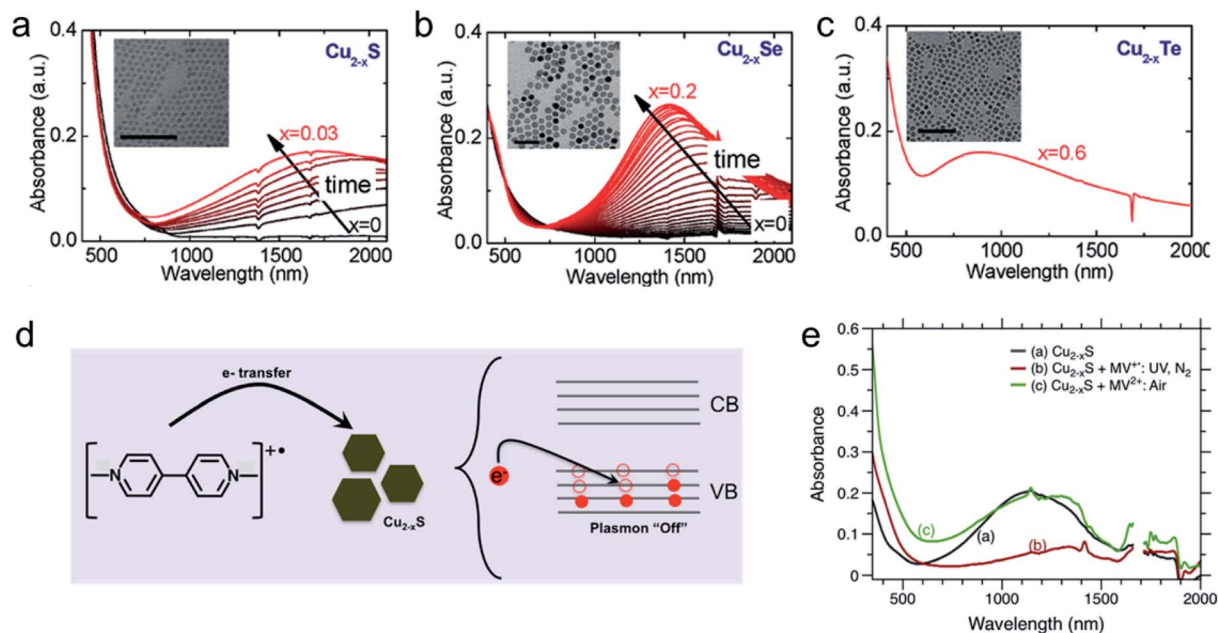 a
Cu2-xS
x=0.03
time
x=0
Absorbance (a.u.)
0.4
0.2
0.0
500 1000 1500 2000
Wavelength (nm)
b
Cu2-xSe
x=0.2
time
x=0
Absorbance (a.u.)
0.4
0.2
0.0
500 1000 1500 2000
Wavelength (nm)
c
Cu2-xTe
x=0.6
Absorbance (a.u.)
0.4
0.2
0.0
500 1000 1500 2000
Wavelength (nm)
d
e- transfer
N N +•
Cu2-xS
e-
CB
VB
Plasmon “Off”
e
(a) Cu2-xS
(b) Cu2-xS + MV+•: UV, N2
(c) Cu2-xS + MV2+: Air
Absorbance
0.6
0.5
0.4
0.3
0.2
0.1
0
(c)
(a)
(b)
500 1000 1500 2000
Wavelength (nm)